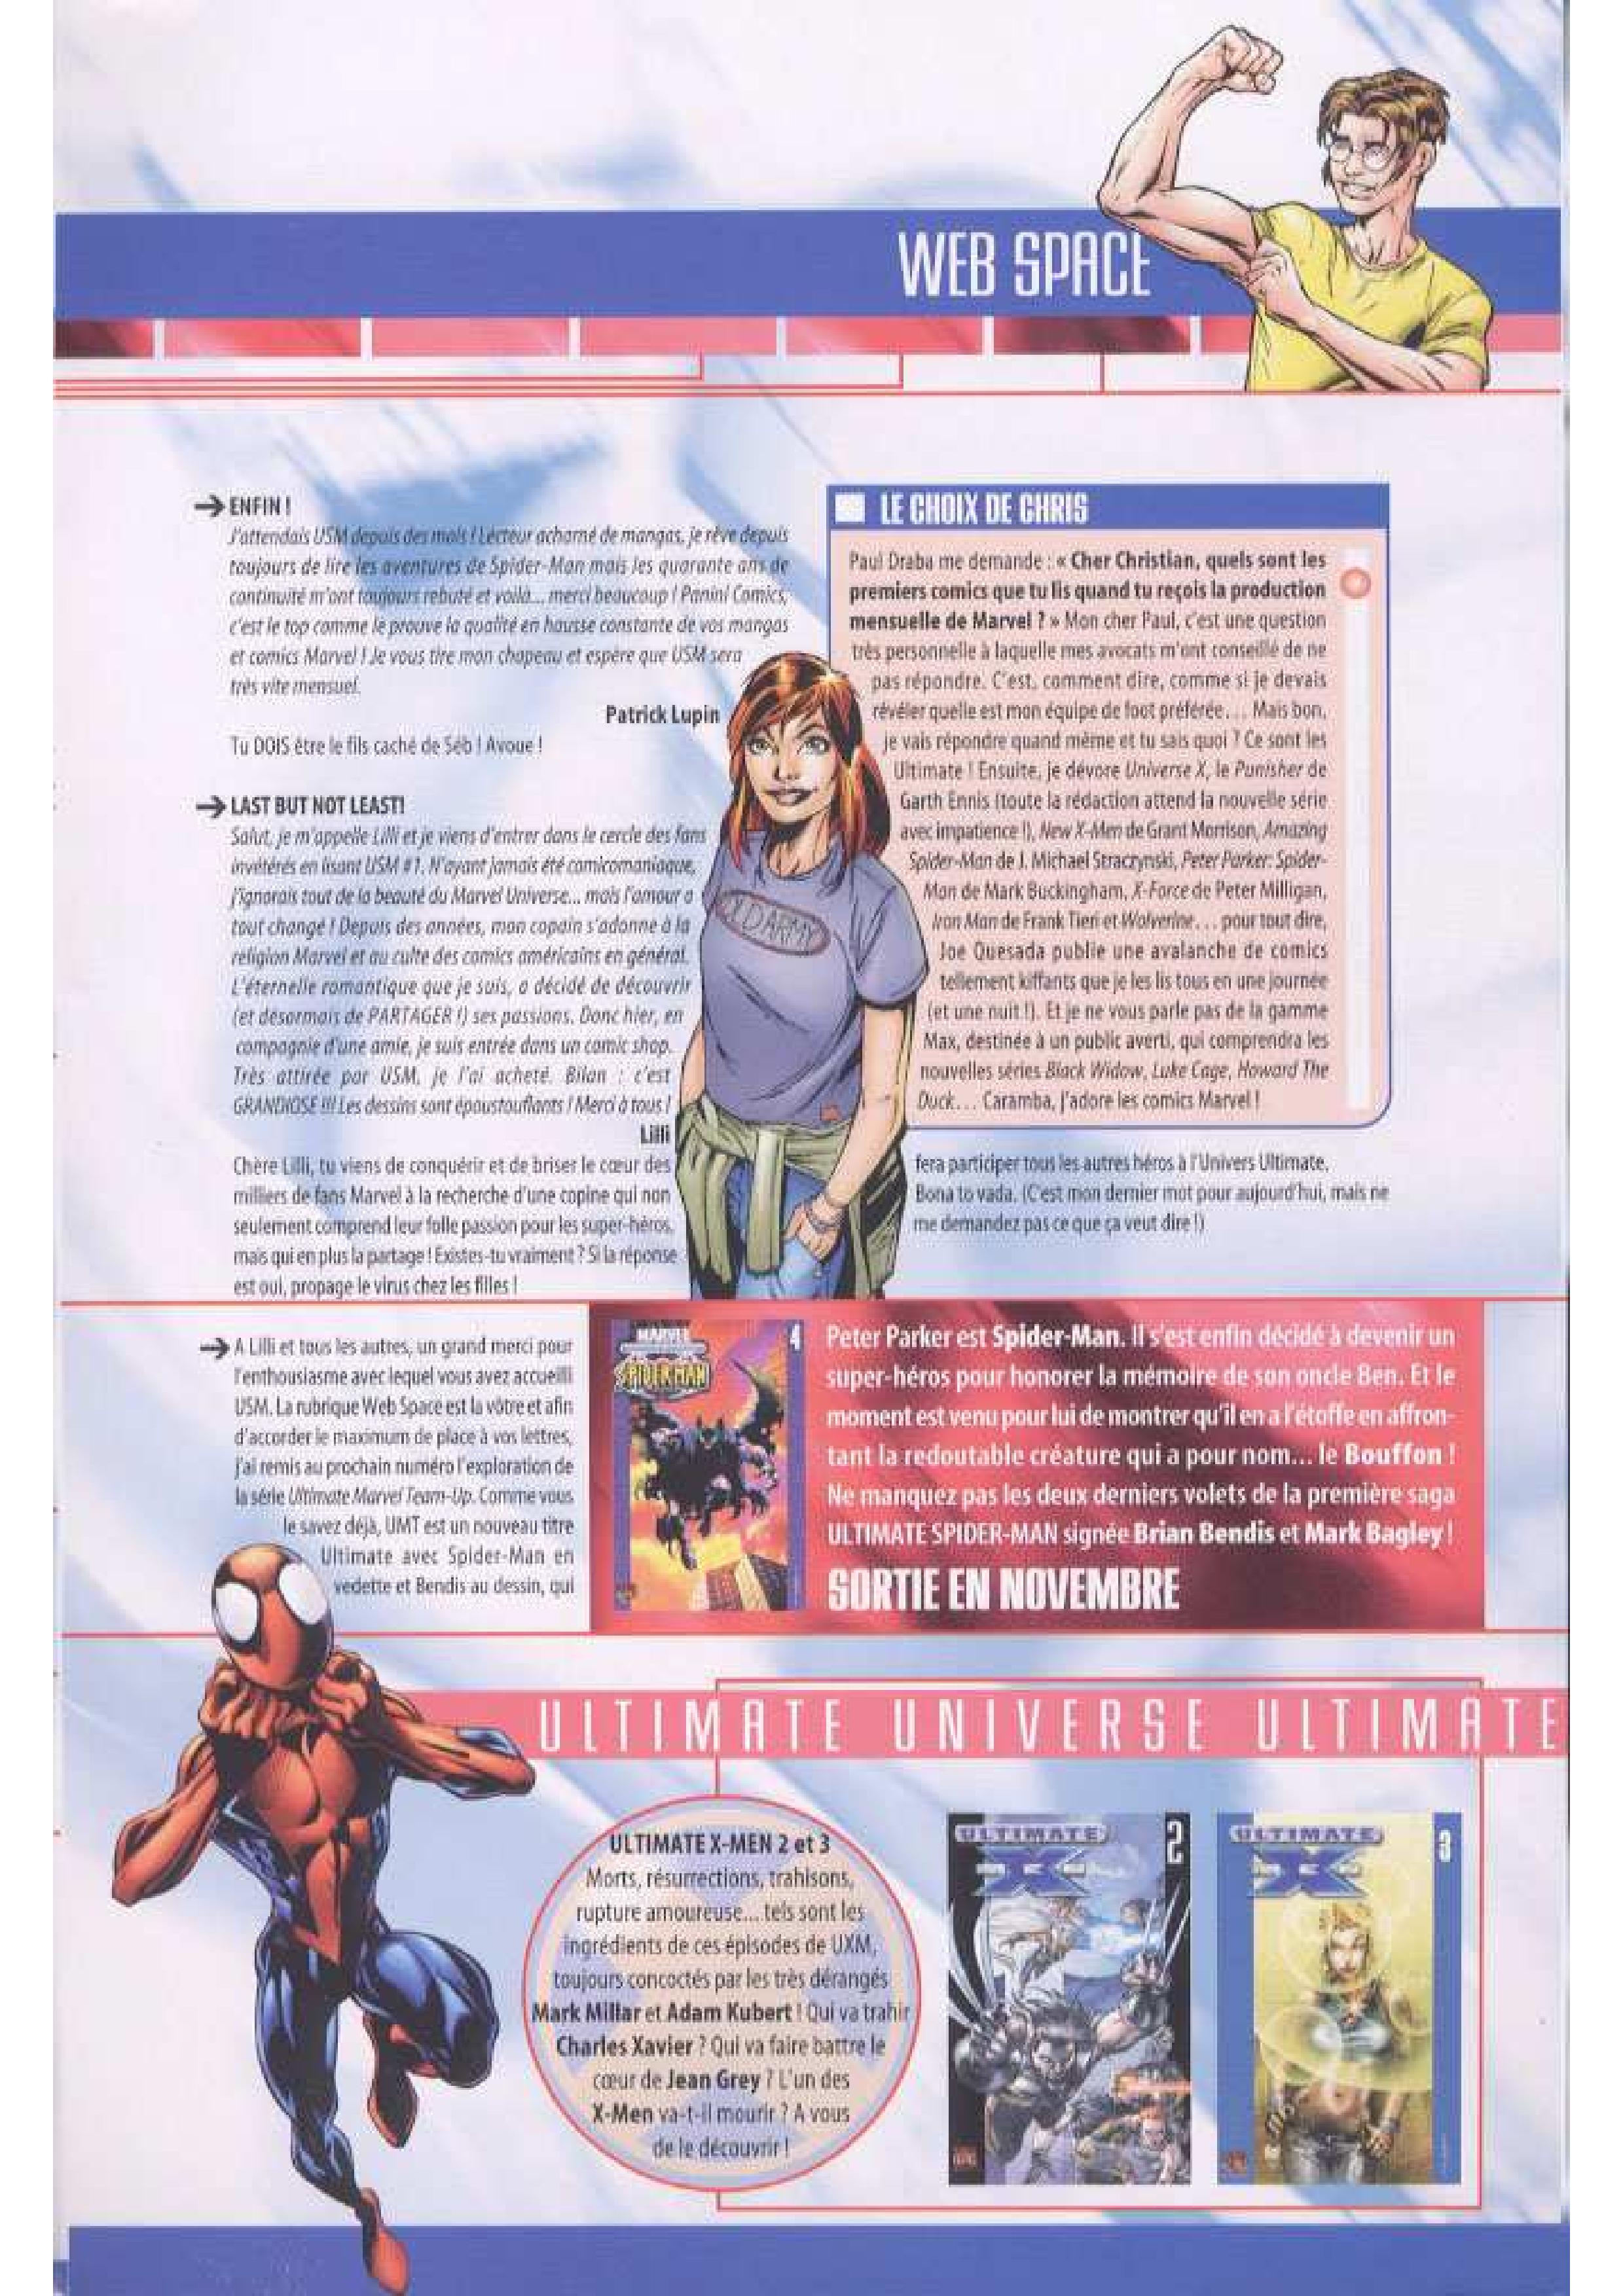 WEB SPACE
→ ENFIN !
J'attendais USM depuis des mois ! Lecteur acharné de mangas, je rêve depuis
toujours de lire les aventures de Spider-Man mais les quarante ans de
continuité m'ont toujours rebuté et voilà... merci beaucoup ! Panini Comics,
c'est le top comme le prouve la qualité en hausse constante de vos mangas
et comics Marvel ! Je vous tire mon chapeau et espère que USM sera
très vite mensuel.
Patrick Lupin
Tu DOIS être le fils caché de Séb ! Avoue !
→ LAST BUT NOT LEAST!
Salut, je m'appelle Lilli et je viens d'entrer dans le cercle des fans
invétérés en lisant USM #1. N'ayant jamais été comicomaniaque,
j'ignorais tout de la beauté du Marvel Universe... mais l'amour a
tout changé ! Depuis des années, mon copain s'adonne à la
religion Marvel et au culte des comics américains en général.
L'éternelle romantique que je suis, a décidé de découvrir
(et désormais de PARTAGER !) ses passions. Donc hier, en
compagnie d'une amie, je suis entrée dans un comic shop.
Très attirée par USM, je l'ai acheté. Bilan : c'est
GRANDIOSE !!! Les dessins sont époustouflants ! Merci à tous !
Lilli
Chère Lilli, tu viens de conquérir et de briser le cœur des
milliers de fans Marvel à la recherche d'une copine qui non
seulement comprend leur folle passion pour les super-héros,
mais qui en plus la partage ! Existes-tu vraiment ? Si la réponse
est oui, propage le virus chez les filles !
→ A Lilli et tous les autres, un grand merci pour
l'enthousiasme avec lequel vous avez accueilli
USM. La rubrique Web Space est la vôtre et afin
d'accorder le maximum de place à vos lettres,
j'ai remis au prochain numéro l'exploration de
la série Ultimate Marvel Team-Up. Comme vous
le savez déjà, UMT est un nouveau titre
Ultimate avec Spider-Man en
vedette et Bendis au dessin, qui
LE CHOIX DE CHRIS
Paul Draba me demande : « Cher Christian, quels sont les
premiers comics que tu lis quand tu reçois la production
mensuelle de Marvel ? » Mon cher Paul, c'est une question
très personnelle à laquelle mes avocats m'ont conseillé de ne
pas répondre. C'est, comment dire, comme si je devais
révéler quelle est mon équipe de foot préférée... Mais bon,
je vais répondre quand même et tu sais quoi ? Ce sont les
Ultimate ! Ensuite, je dévore Universe X, le Punisher de
Garth Ennis (toute la rédaction attend la nouvelle série
avec impatience !), New X-Men de Grant Morrison, Amazing
Spider-Man de J. Michael Straczynski, Peter Parker: Spider-
Man de Mark Buckingham, X-Force de Peter Milligan,
Iron Man de Frank Tieri et Wolverine... pour tout dire,
Joe Quesada publie une avalanche de comics
tellement kiffants que je les lis tous en une journée
(et une nuit !). Et je ne vous parle pas de la gamme
Max, destinée à un public averti, qui comprendra les
nouvelles séries Black Widow, Luke Cage, Howard The
Duck... Caramba, j'adore les comics Marvel !
fera participer tous les autres héros à l'Univers Ultimate.
Bona to vada. (C'est mon dernier mot pour aujourd'hui, mais ne
me demandez pas ce que ça veut dire !)
LD ARMY
MARVEL
SPIDER-MAN
4
Peter Parker est Spider-Man. Il s'est enfin décidé à devenir un
super-héros pour honorer la mémoire de son oncle Ben. Et le
moment est venu pour lui de montrer qu'il en a l'étoffe en affron-
tant la redoutable créature qui a pour nom... le Bouffon !
Ne manquez pas les deux derniers volets de la première saga
ULTIMATE SPIDER-MAN signée Brian Bendis et Mark Bagley !
SORTIE EN NOVEMBRE
ULTIMATE UNIVERSE ULTIMATE
ULTIMATE X-MEN 2 et 3
Morts, résurrections, trahisons,
rupture amoureuse... tels sont les
ingrédients de ces épisodes de UXM,
toujours concoctés par les très dérangés
Mark Millar et Adam Kubert ! Qui va trahir
Charles Xavier ? Qui va faire battre le
cœur de Jean Grey ? L'un des
X-Men va-t-il mourir ? A vous
de le découvrir !
ULTIMATE
X
2
ULTIMATE
X
3